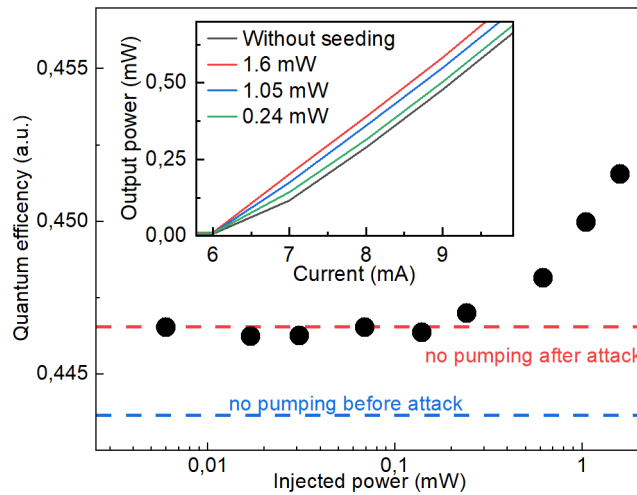 0,455
0,450
0,445
Quantum efficency (a.u.)
0,01
0,1
1
Injected power (mW)
Without seeding
1.6 mW
1.05 mW
0.24 mW
0,50
0,25
0,00
Output power (mW)
6
7
8
9
Current (mA)
no pumping after attack
no pumping before attack